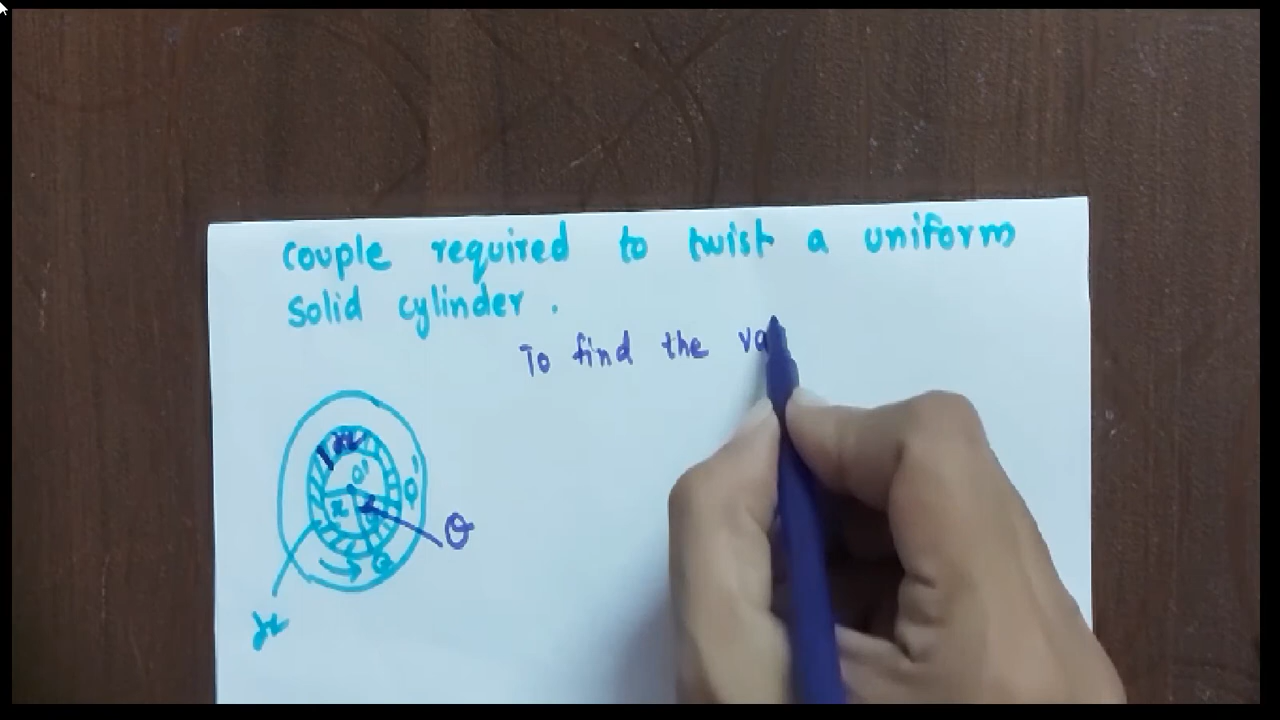 couple required to twist a uniform
solid cylinder .
To find the va
O'
x
θ